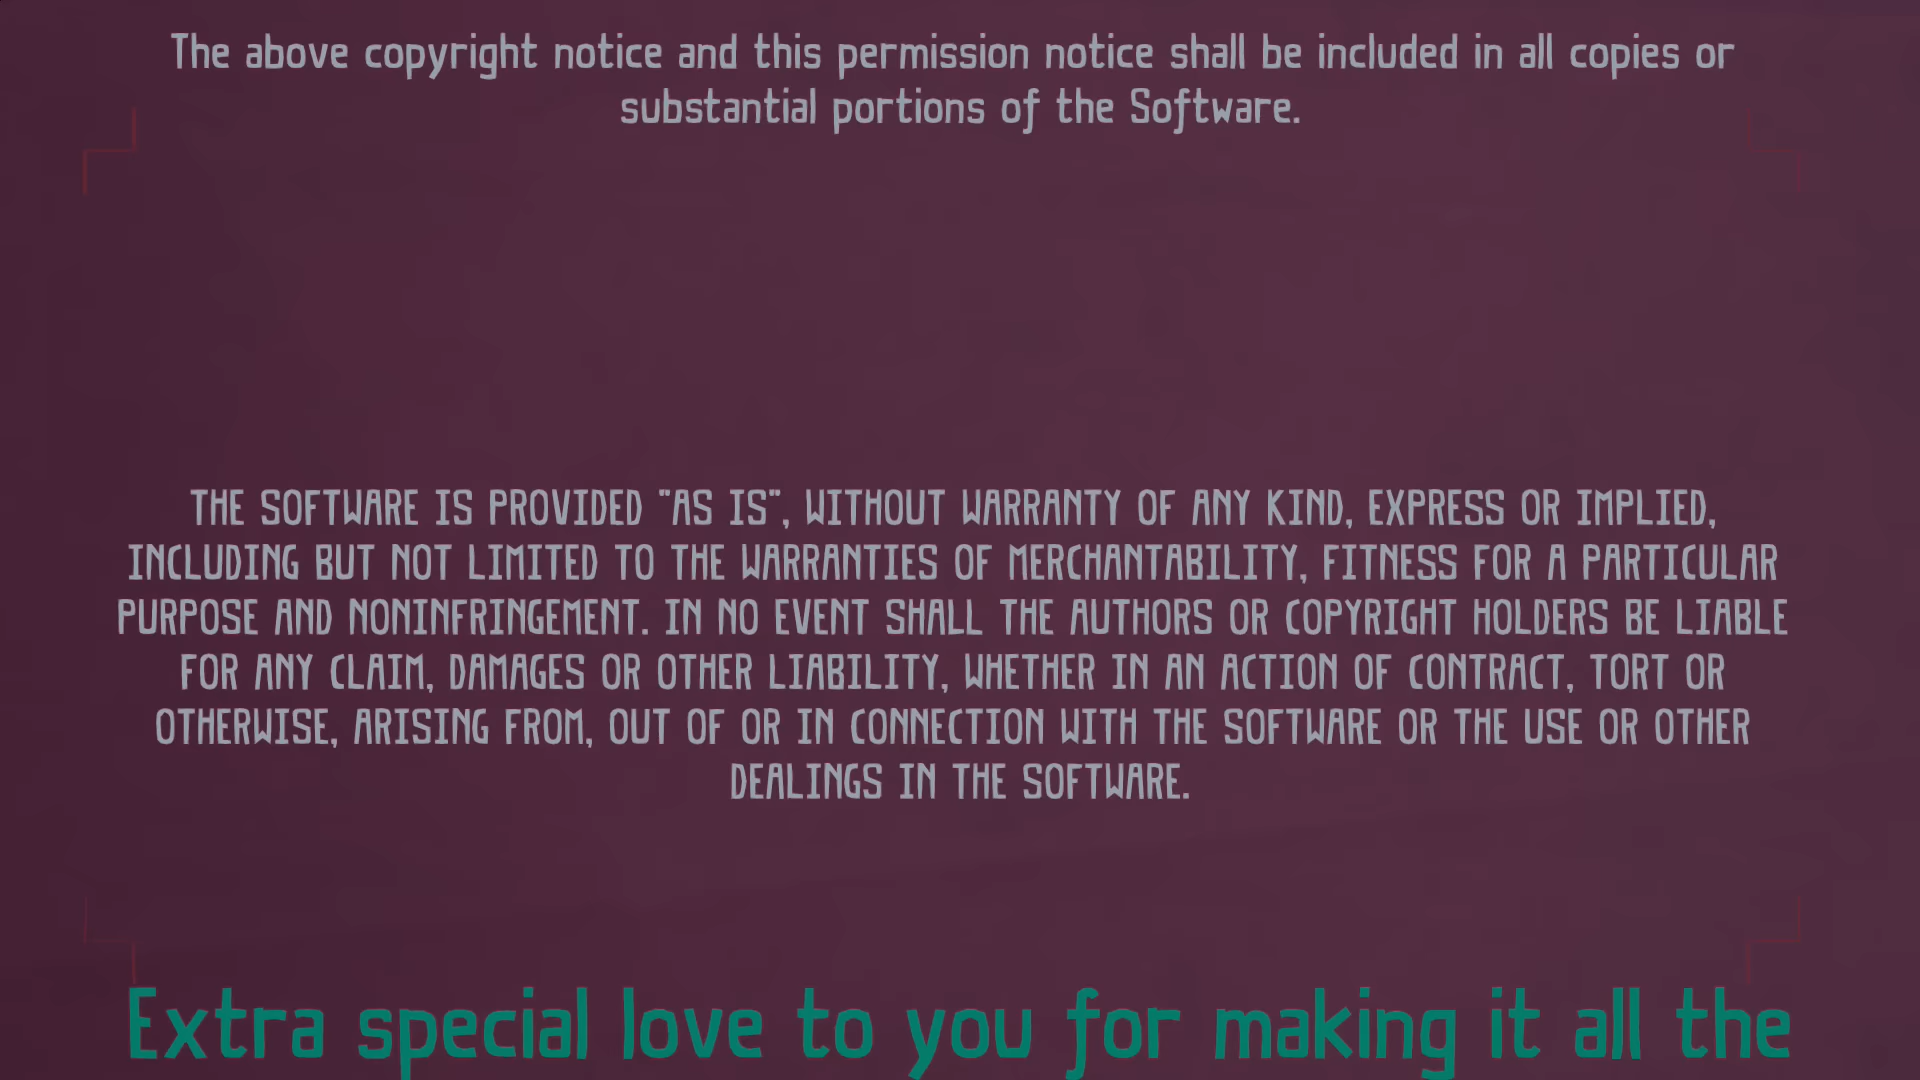 The above copyright notice and this permission notice shall be included in all copies or
substantial portions of the Software.
THE SOFTWARE IS PROVIDED "AS IS", WITHOUT WARRANTY OF ANY KIND, EXPRESS OR IMPLIED,
INCLUDING BUT NOT LIMITED TO THE WARRANTIES OF MERCHANTABILITY, FITNESS FOR A PARTICULAR
PURPOSE AND NONINFRINGEMENT. IN NO EVENT SHALL THE AUTHORS OR COPYRIGHT HOLDERS BE LIABLE
FOR ANY CLAIM, DAMAGES OR OTHER LIABILITY, WHETHER IN AN ACTION OF CONTRACT, TORT OR
OTHERWISE, ARISING FROM, OUT OF OR IN CONNECTION WITH THE SOFTWARE OR THE USE OR OTHER
DEALINGS IN THE SOFTWARE.
Extra special love to you for making it all the